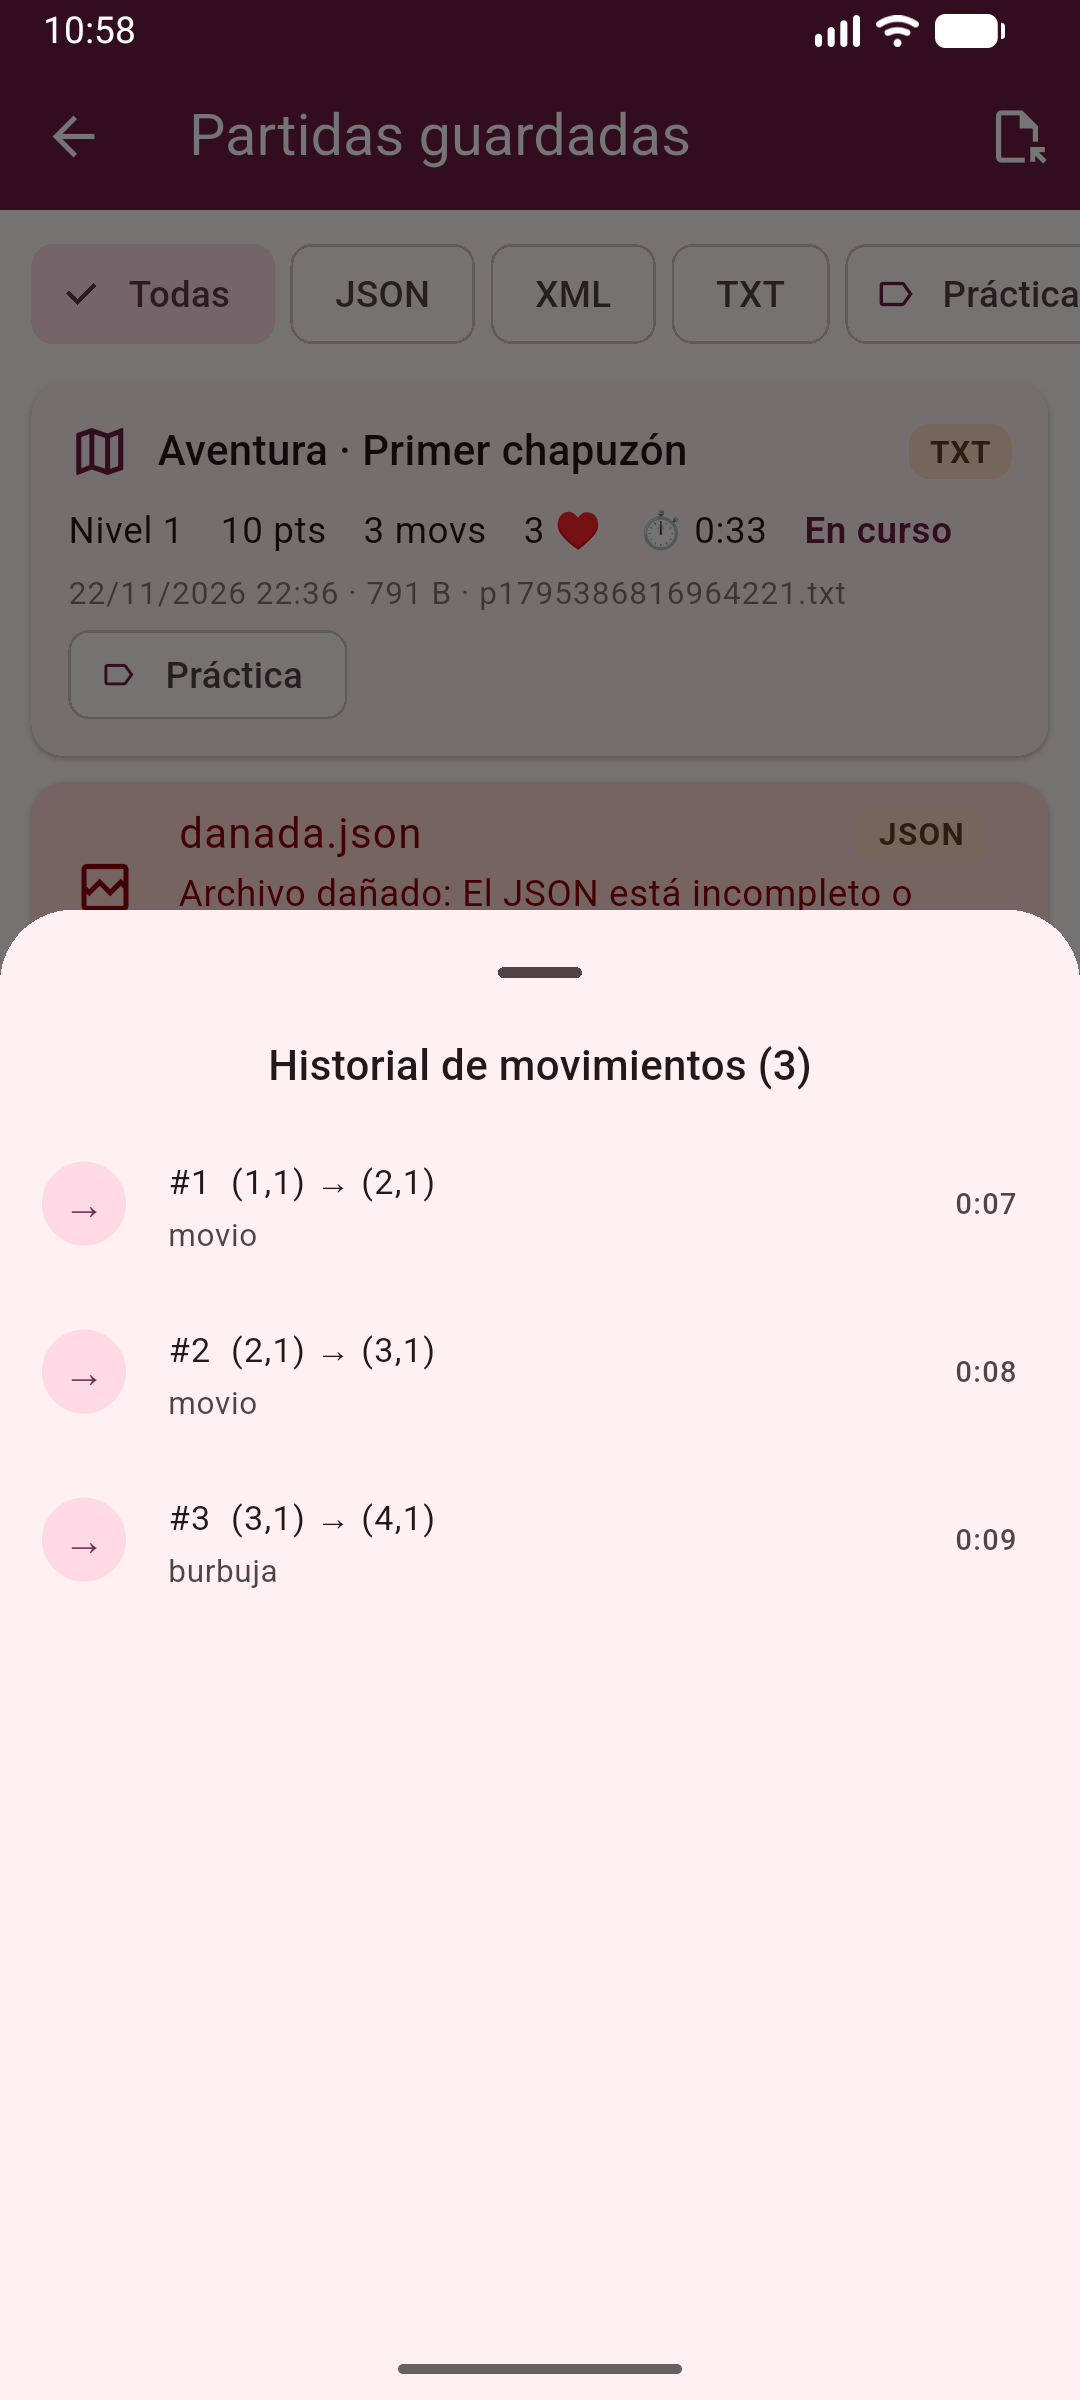 10:58
Partidas guardadas
Todas JSON XML TXT Práctica
Aventura · Primer chapuzón TXT
Nivel 1 10 pts 3 movs 3 ❤️ ⏱️ 0:33 En curso
22/11/2026 22:36 · 791 B · p1795386816964221.txt
Práctica
danada.json JSON
Archivo dañado: El JSON está incompleto o
Historial de movimientos (3)
→ #1 (1,1) → (2,1) 0:07
movio
→ #2 (2,1) → (3,1) 0:08
movio
→ #3 (3,1) → (4,1) 0:09
burbuja